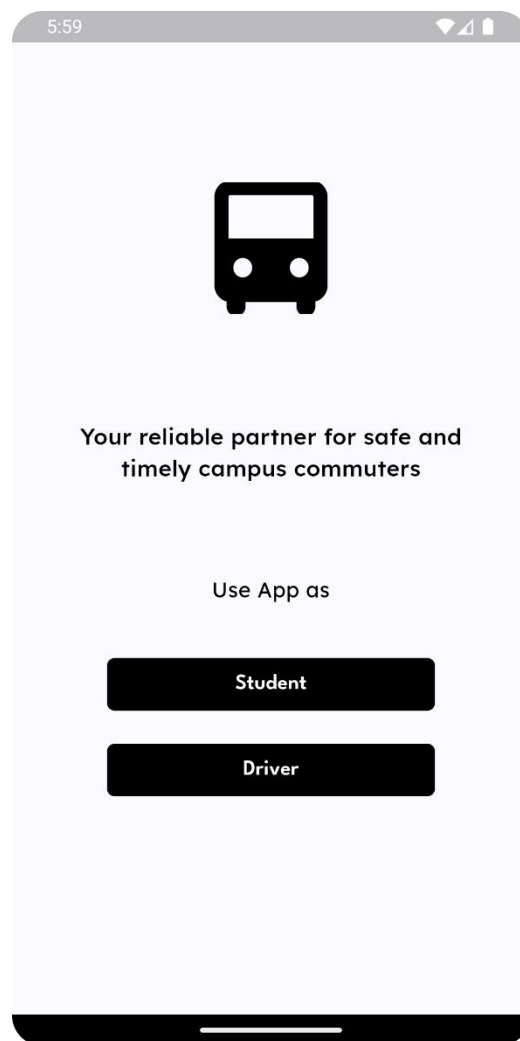 5:59
Your reliable partner for safe and
timely campus commuters
Use App as
Student
Driver